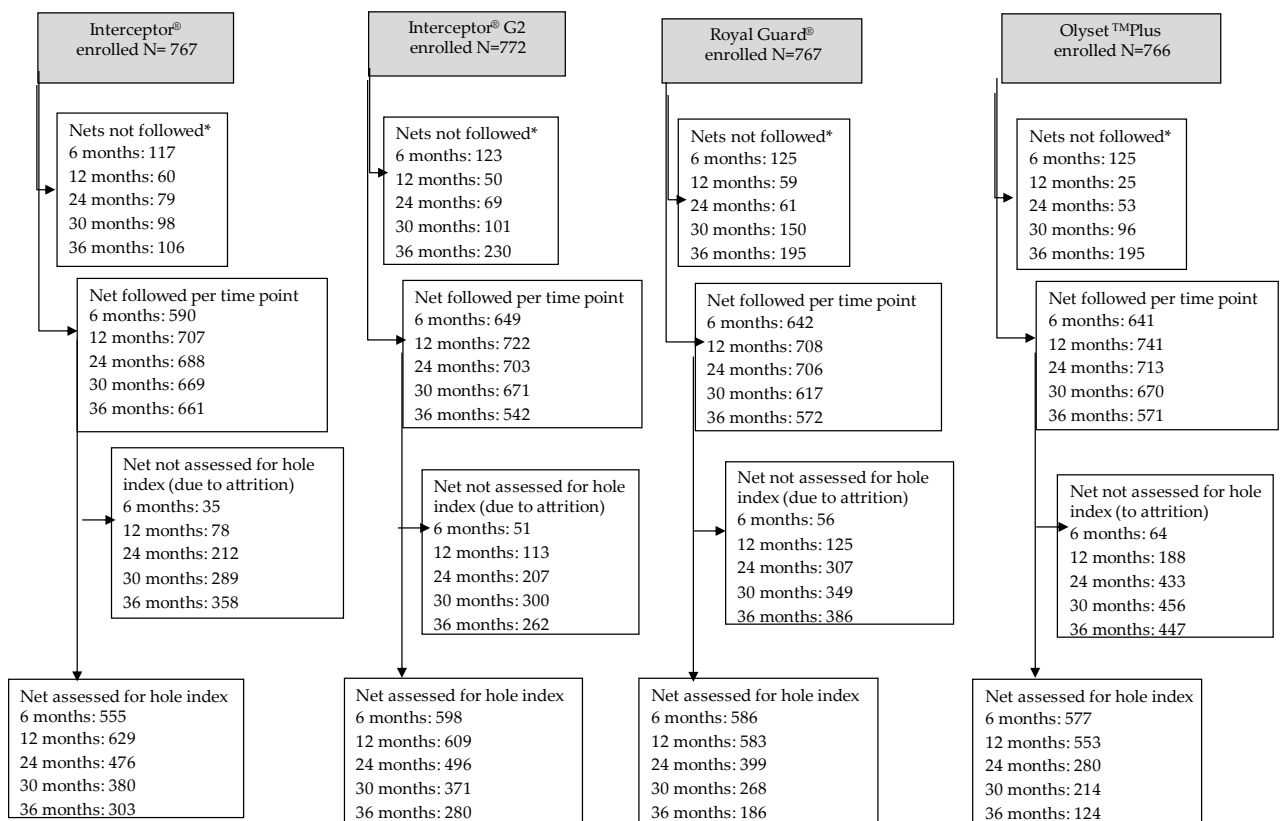 Interceptor®
enrolled N= 767
Nets not followed*
6 months: 117
12 months: 60
24 months: 79
30 months: 98
36 months: 106
Net followed per time point
6 months: 590
12 months: 707
24 months: 688
30 months: 669
36 months: 661
Net not assessed for hole
index (due to attrition)
6 months: 35
12 months: 78
24 months: 212
30 months: 289
36 months: 358
Net assessed for hole index
6 months: 555
12 months: 629
24 months: 476
30 months: 380
36 months: 303
Interceptor® G2
enrolled N=772
Nets not followed*
6 months: 123
12 months: 50
24 months: 69
30 months: 101
36 months: 230
Net followed per time point
6 months: 649
12 months: 722
24 months: 703
30 months: 671
36 months: 542
Net not assessed for hole
index (due to attrition)
6 months: 51
12 months: 113
24 months: 207
30 months: 300
36 months: 262
Net assessed for hole index
6 months: 598
12 months: 609
24 months: 496
30 months: 371
36 months: 280
Royal Guard®
enrolled N=767
Nets not followed*
6 months: 125
12 months: 59
24 months: 61
30 months: 150
36 months: 195
Net followed per time point
6 months: 642
12 months: 708
24 months: 706
30 months: 617
36 months: 572
Net not assessed for hole
index (due to attrition)
6 months: 56
12 months: 125
24 months: 307
30 months: 349
36 months: 386
Net assessed for hole index
6 months: 586
12 months: 583
24 months: 399
30 months: 268
36 months: 186
Olyset ™Plus
enrolled N=766
Nets not followed*
6 months: 125
12 months: 25
24 months: 53
30 months: 96
36 months: 195
Net followed per time point
6 months: 641
12 months: 741
24 months: 713
30 months: 670
36 months: 571
Net not assessed for hole
index (to attrition)
6 months: 64
12 months: 188
24 months: 433
30 months: 456
36 months: 447
Net assessed for hole index
6 months: 577
12 months: 553
24 months: 280
30 months: 214
36 months: 124